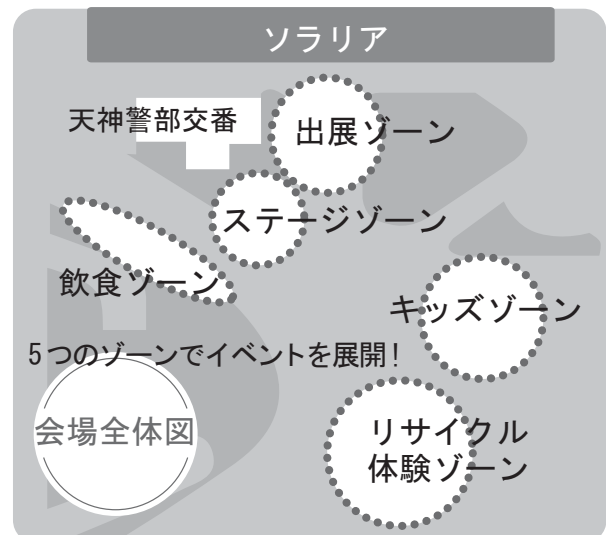 ソラリア
天神警部交番
出展ゾーン
ステージゾーン
飲食ゾーン
キッズゾーン
5つのゾーンでイベントを展開!
会場全体図
リサイクル
体験ゾーン